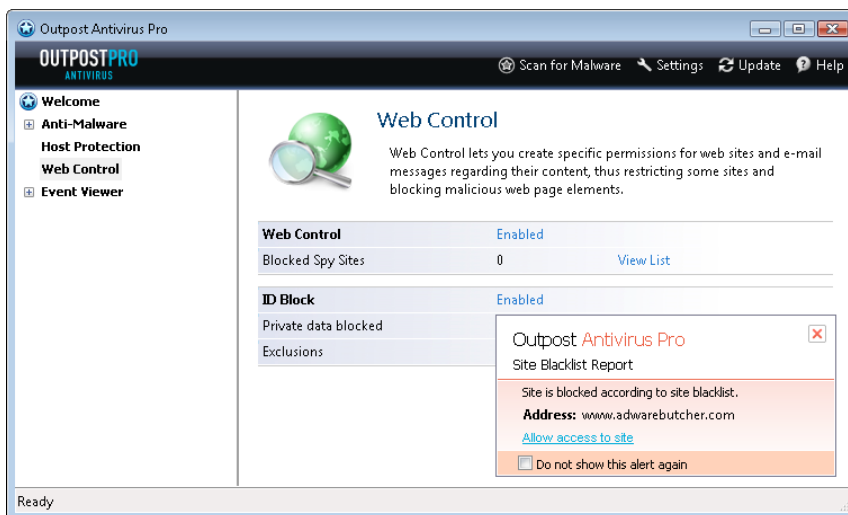 Outpost Antivirus Pro
OUTPOSTPRO
ANTIVIRUS
Scan for Malware Settings Update Help
Welcome
Anti-Malware
Host Protection
Web Control
Event Viewer
Web Control
Web Control lets you create specific permissions for web sites and e-mail
messages regarding their content, thus restricting some sites and
blocking malicious web page elements.
Web Control Enabled
Blocked Spy Sites 0 View List
ID Block Enabled
Private data blocked
Exclusions
Outpost Antivirus Pro
Site Blacklist Report
Site is blocked according to site blacklist.
Address: www.adwarebutcher.com
Allow access to site
Do not show this alert again
Ready